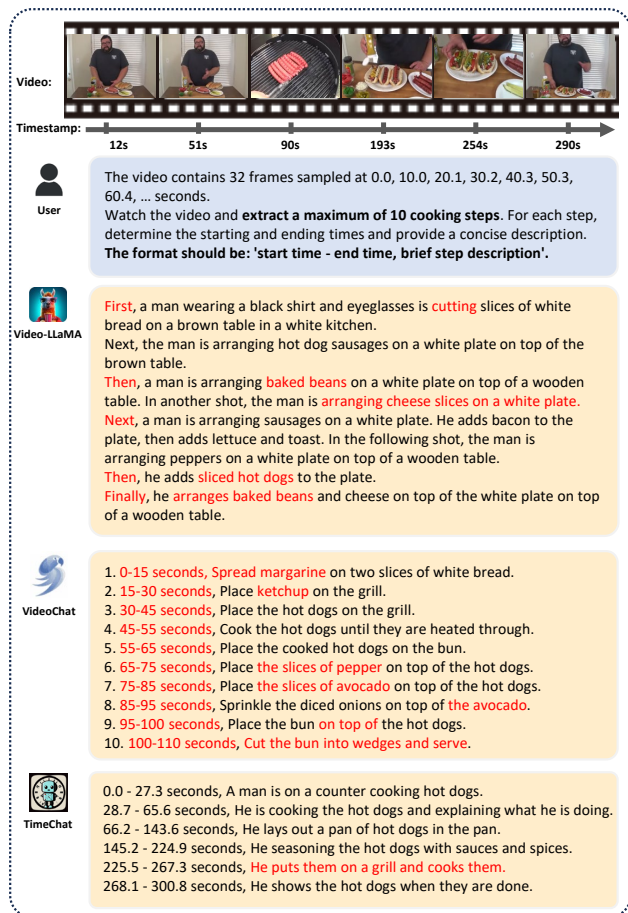 Video:
Timestamp:
12s 51s 90s 193s 254s 290s
User
The video contains 32 frames sampled at 0.0, 10.0, 20.1, 30.2, 40.3, 50.3,
60.4, ... seconds.
Watch the video and extract a maximum of 10 cooking steps. For each step,
determine the starting and ending times and provide a concise description.
The format should be: 'start time - end time, brief step description'.
Video-LLaMA
First, a man wearing a black shirt and eyeglasses is cutting slices of white
bread on a brown table in a white kitchen.
Next, the man is arranging hot dog sausages on a white plate on top of the
brown table.
Then, a man is arranging baked beans on a white plate on top of a wooden
table. In another shot, the man is arranging cheese slices on a white plate.
Next, a man is arranging sausages on a white plate. He adds bacon to the
plate, then adds lettuce and toast. In the following shot, the man is
arranging peppers on a white plate on top of a wooden table.
Then, he adds sliced hot dogs to the plate.
Finally, he arranges baked beans and cheese on top of the white plate on top
of a wooden table.
VideoChat
1. 0-15 seconds, Spread margarine on two slices of white bread.
2. 15-30 seconds, Place ketchup on the grill.
3. 30-45 seconds, Place the hot dogs on the grill.
4. 45-55 seconds, Cook the hot dogs until they are heated through.
5. 55-65 seconds, Place the cooked hot dogs on the bun.
6. 65-75 seconds, Place the slices of pepper on top of the hot dogs.
7. 75-85 seconds, Place the slices of avocado on top of the hot dogs.
8. 85-95 seconds, Sprinkle the diced onions on top of the avocado.
9. 95-100 seconds, Place the bun on top of the hot dogs.
10. 100-110 seconds, Cut the bun into wedges and serve.
TimeChat
0.0 - 27.3 seconds, A man is on a counter cooking hot dogs.
28.7 - 65.6 seconds, He is cooking the hot dogs and explaining what he is doing.
66.2 - 143.6 seconds, He lays out a pan of hot dogs in the pan.
145.2 - 224.9 seconds, He seasoning the hot dogs with sauces and spices.
225.5 - 267.3 seconds, He puts them on a grill and cooks them.
268.1 - 300.8 seconds, He shows the hot dogs when they are done.